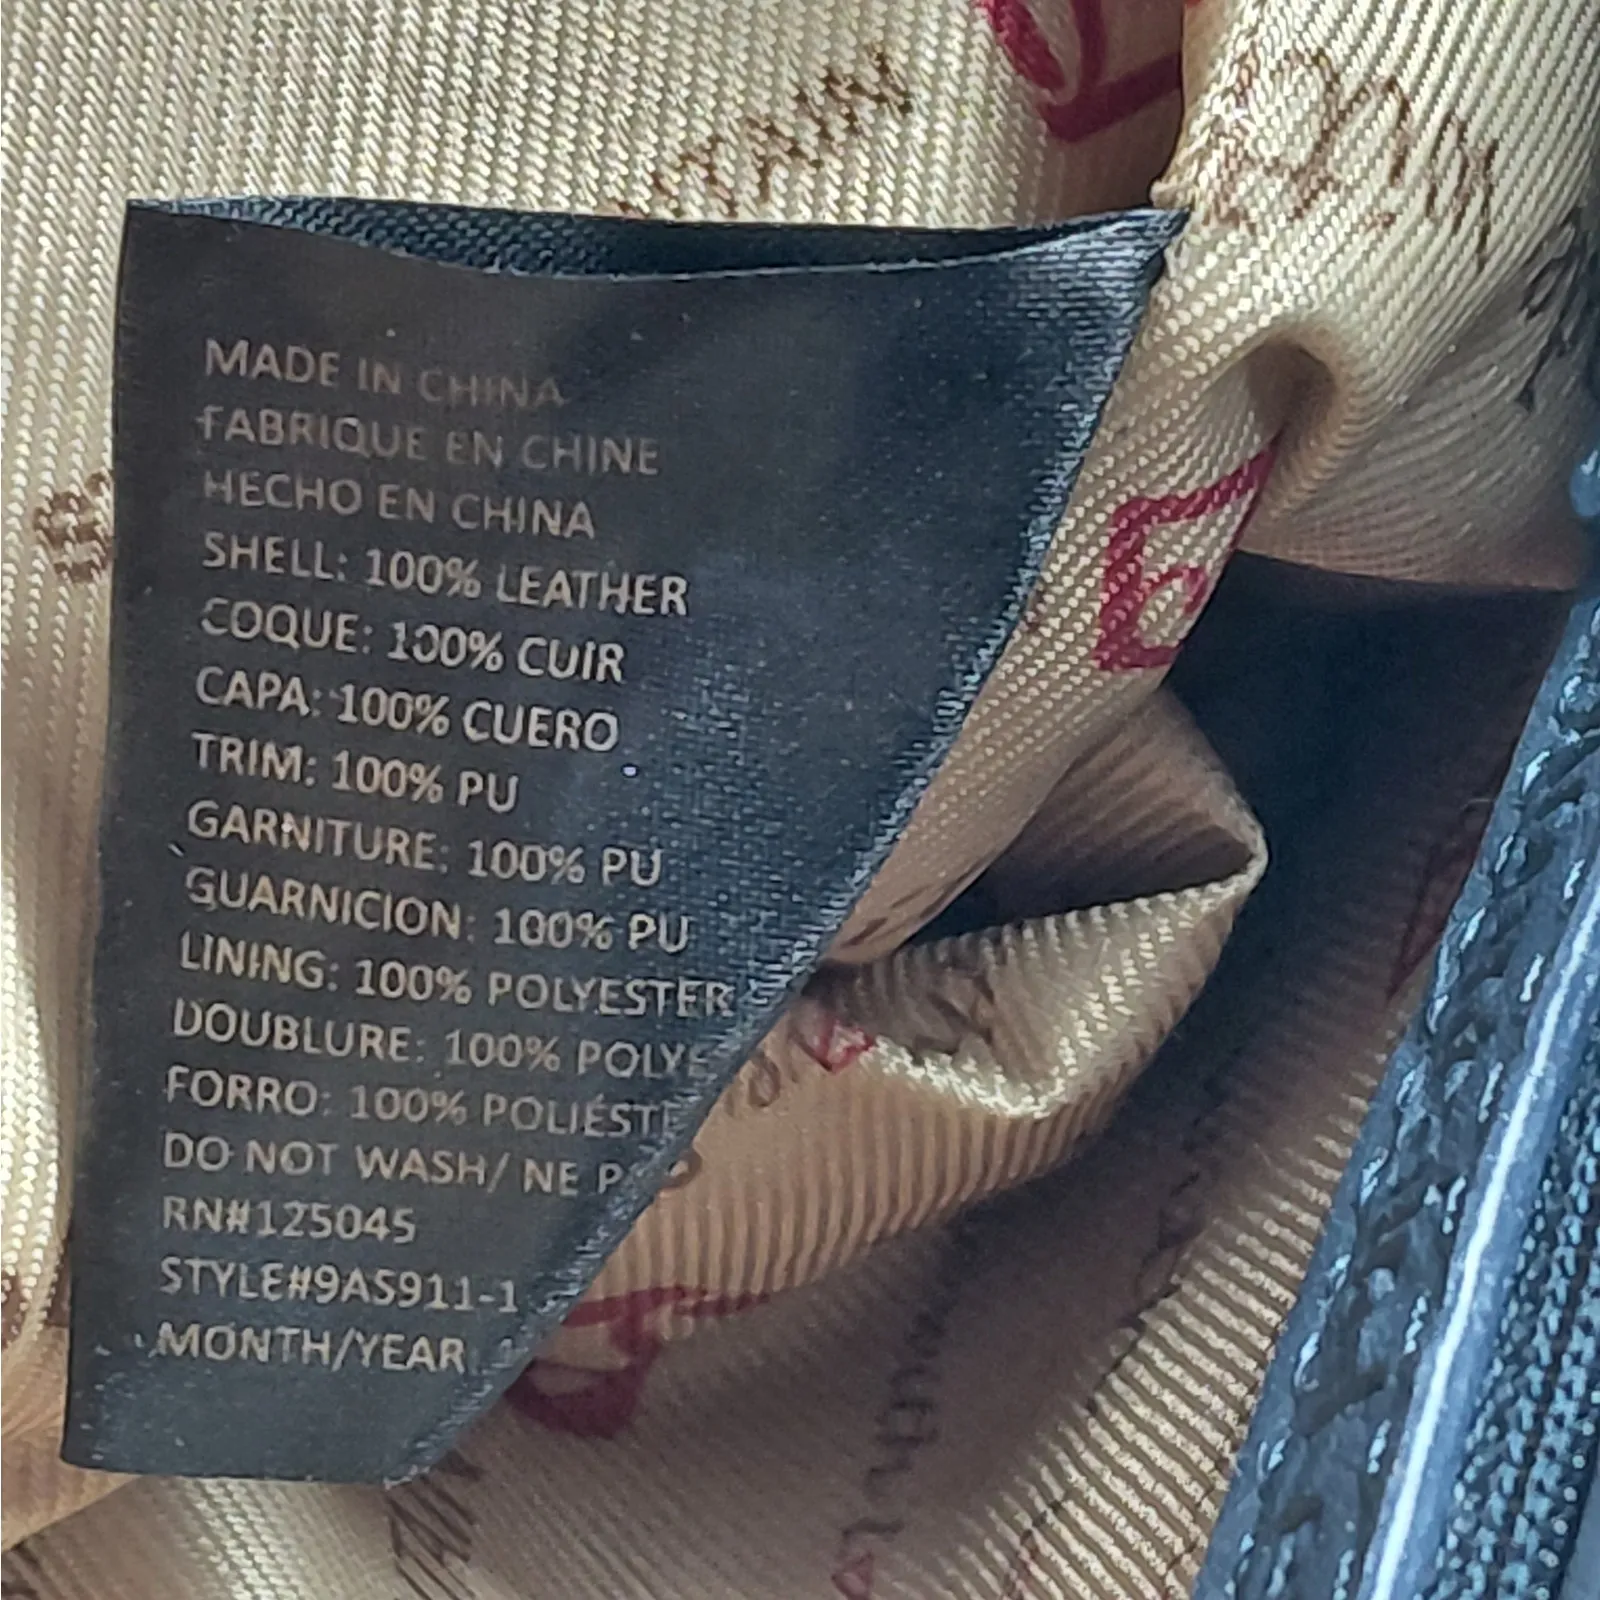 MADE IN CHINA
FABRIQUE EN CHINE
HECHO EN CHINA
SHELL: 100% LEATHER
COQUE: 100% CUIR
CAPA: 100% CUERO
TRIM: 100% PU
GARNITURE: 100% PU
GUARNICION: 100% PU
LINING: 100% POLYESTER
DOUBLURE: 100% POLYE
FORRO: 100% POLIÉSTE
DO NOT WASH/ NE P
RN#125045
STYLE#9AS911-1
MONTH/YEAR